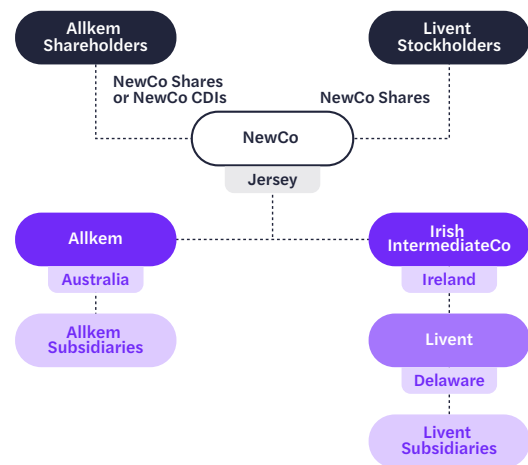 Allkem
Shareholders
Livent
Stockholders
NewCo Shares
or NewCo CDIs
NewCo Shares
NewCo
Jersey
Allkem
Australia
Irish
IntermediateCo
Ireland
Allkem
Subsidiaries
Livent
Delaware
Livent
Subsidiaries